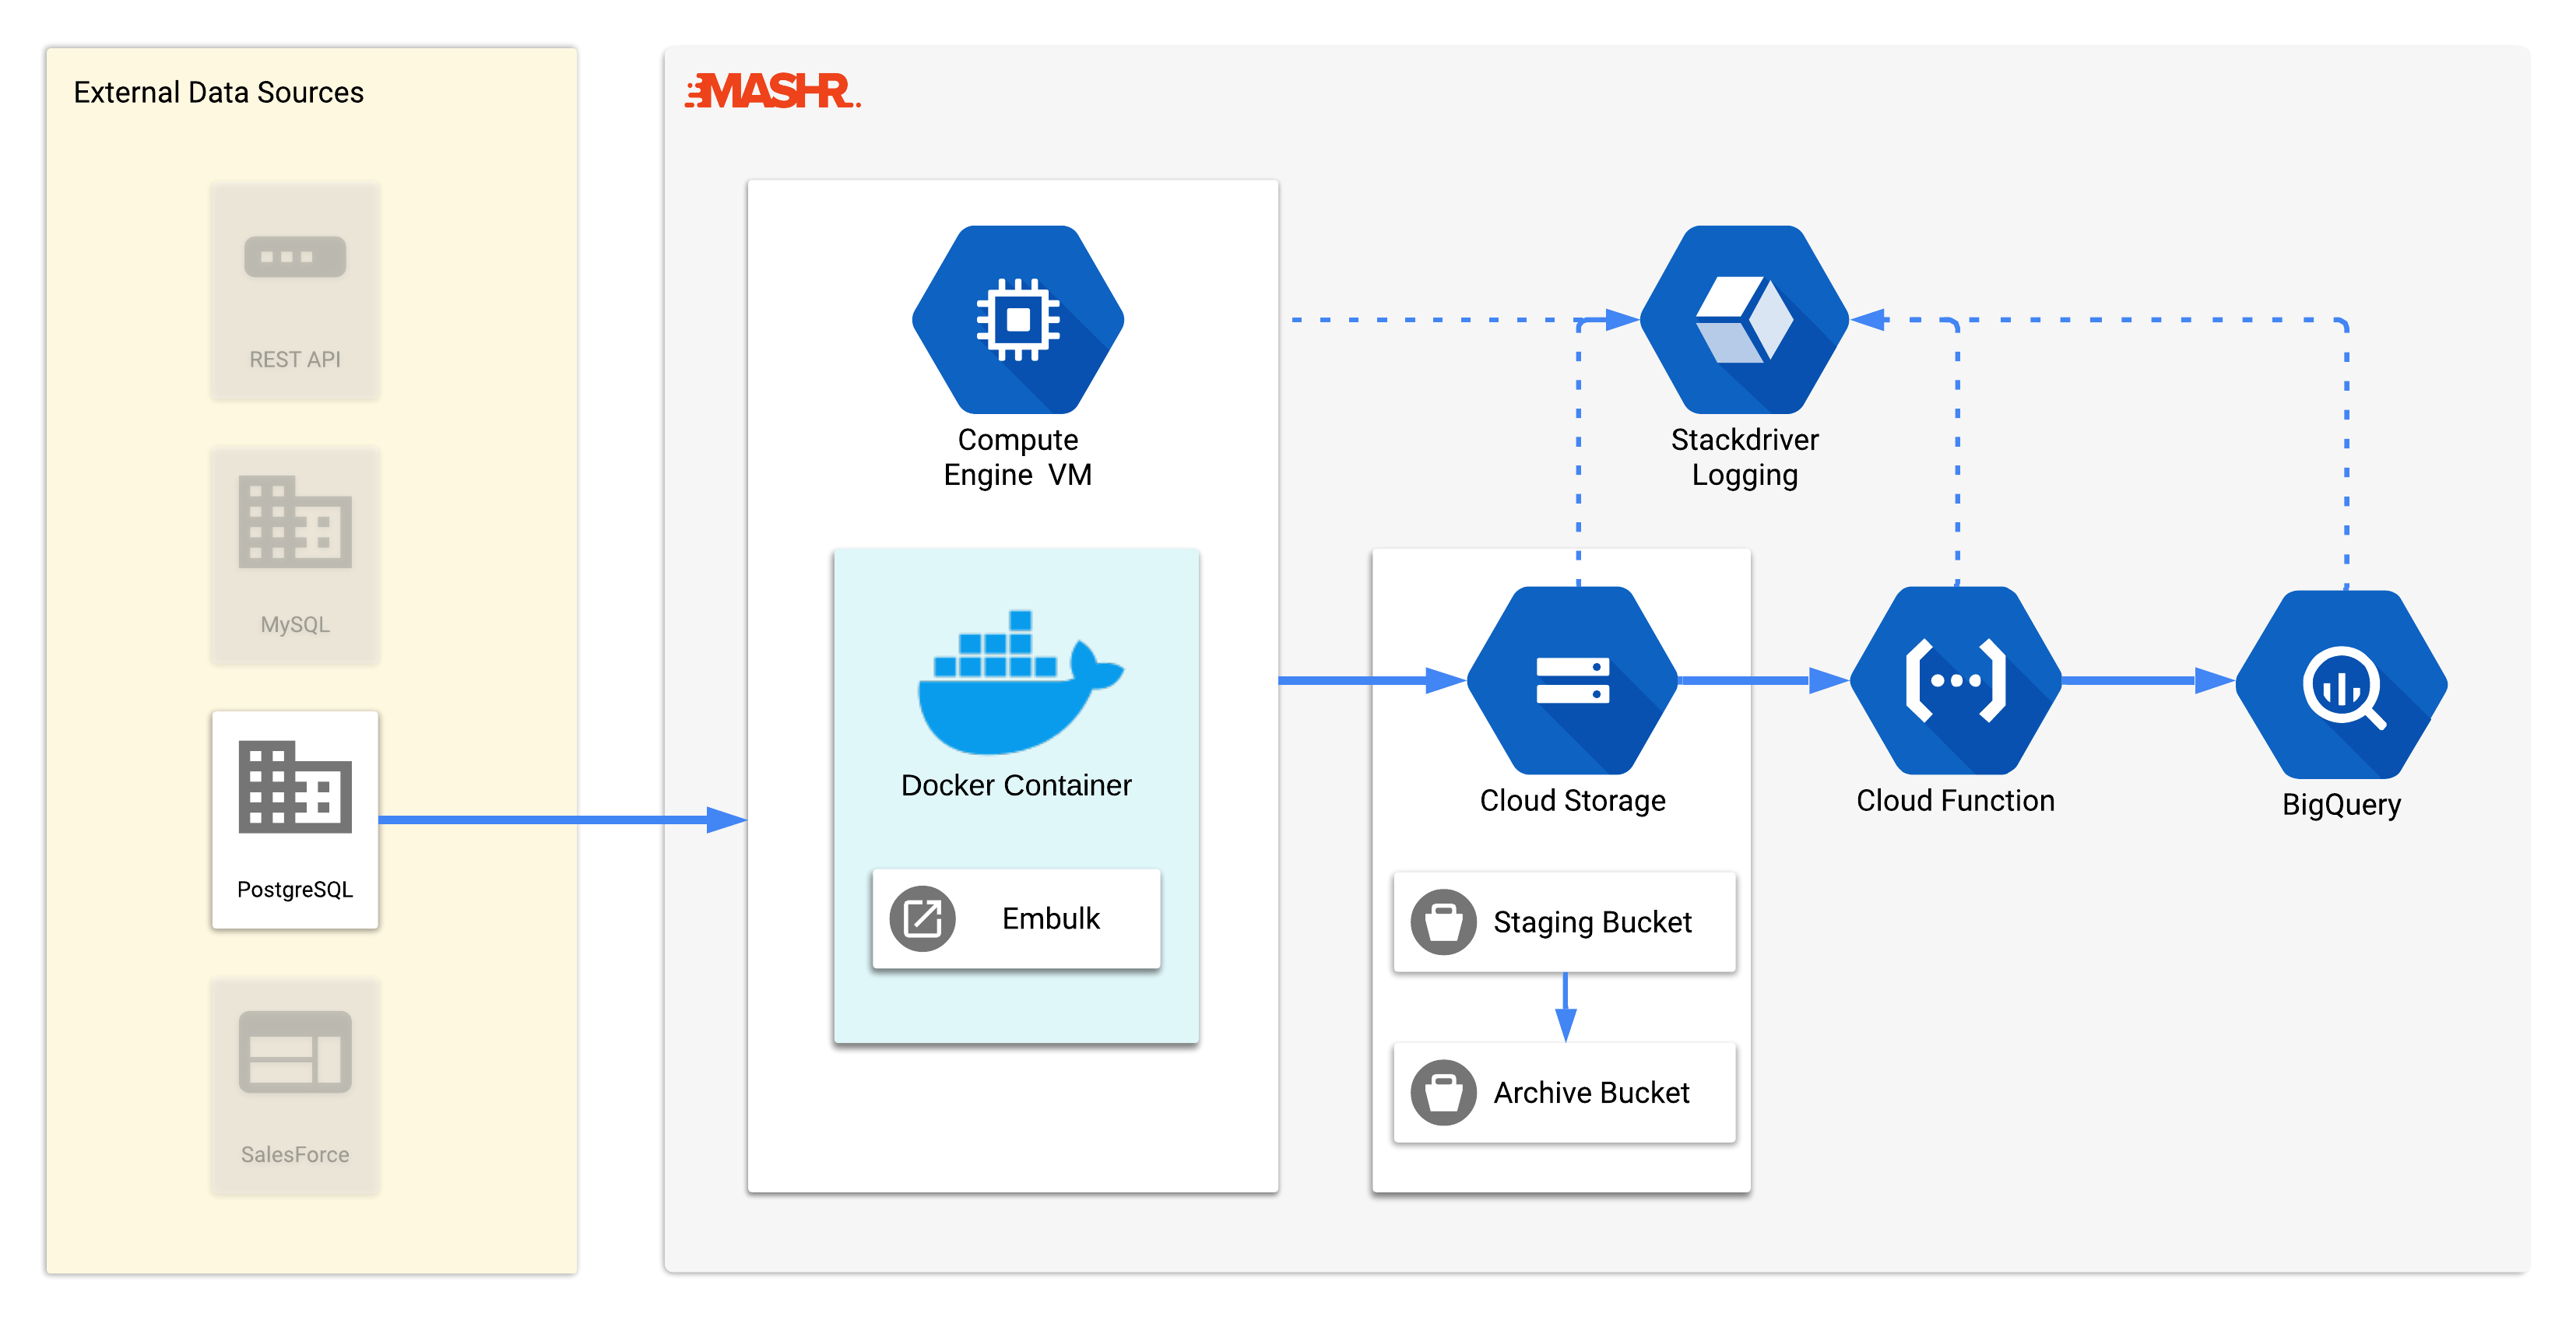 External Data Sources
REST API
MySQL
PostgreSQL
SalesForce
MASHR
Compute
Engine VM
Docker Container
Embulk
Stackdriver
Logging
Cloud Storage
Staging Bucket
Archive Bucket
Cloud Function
BigQuery